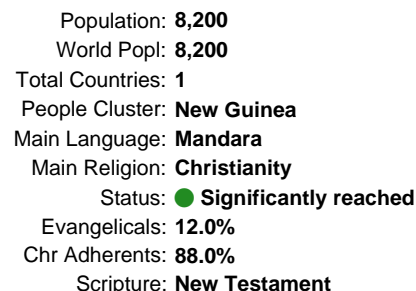 Population: 8,200
World Popl: 8,200
Total Countries: 1
People Cluster: New Guinea
Main Language: Mandara
Main Religion: Christianity
Status: Significantly reached
Evangelicals: 12.0%
Chr Adherents: 88.0%
Scripture: New Testament